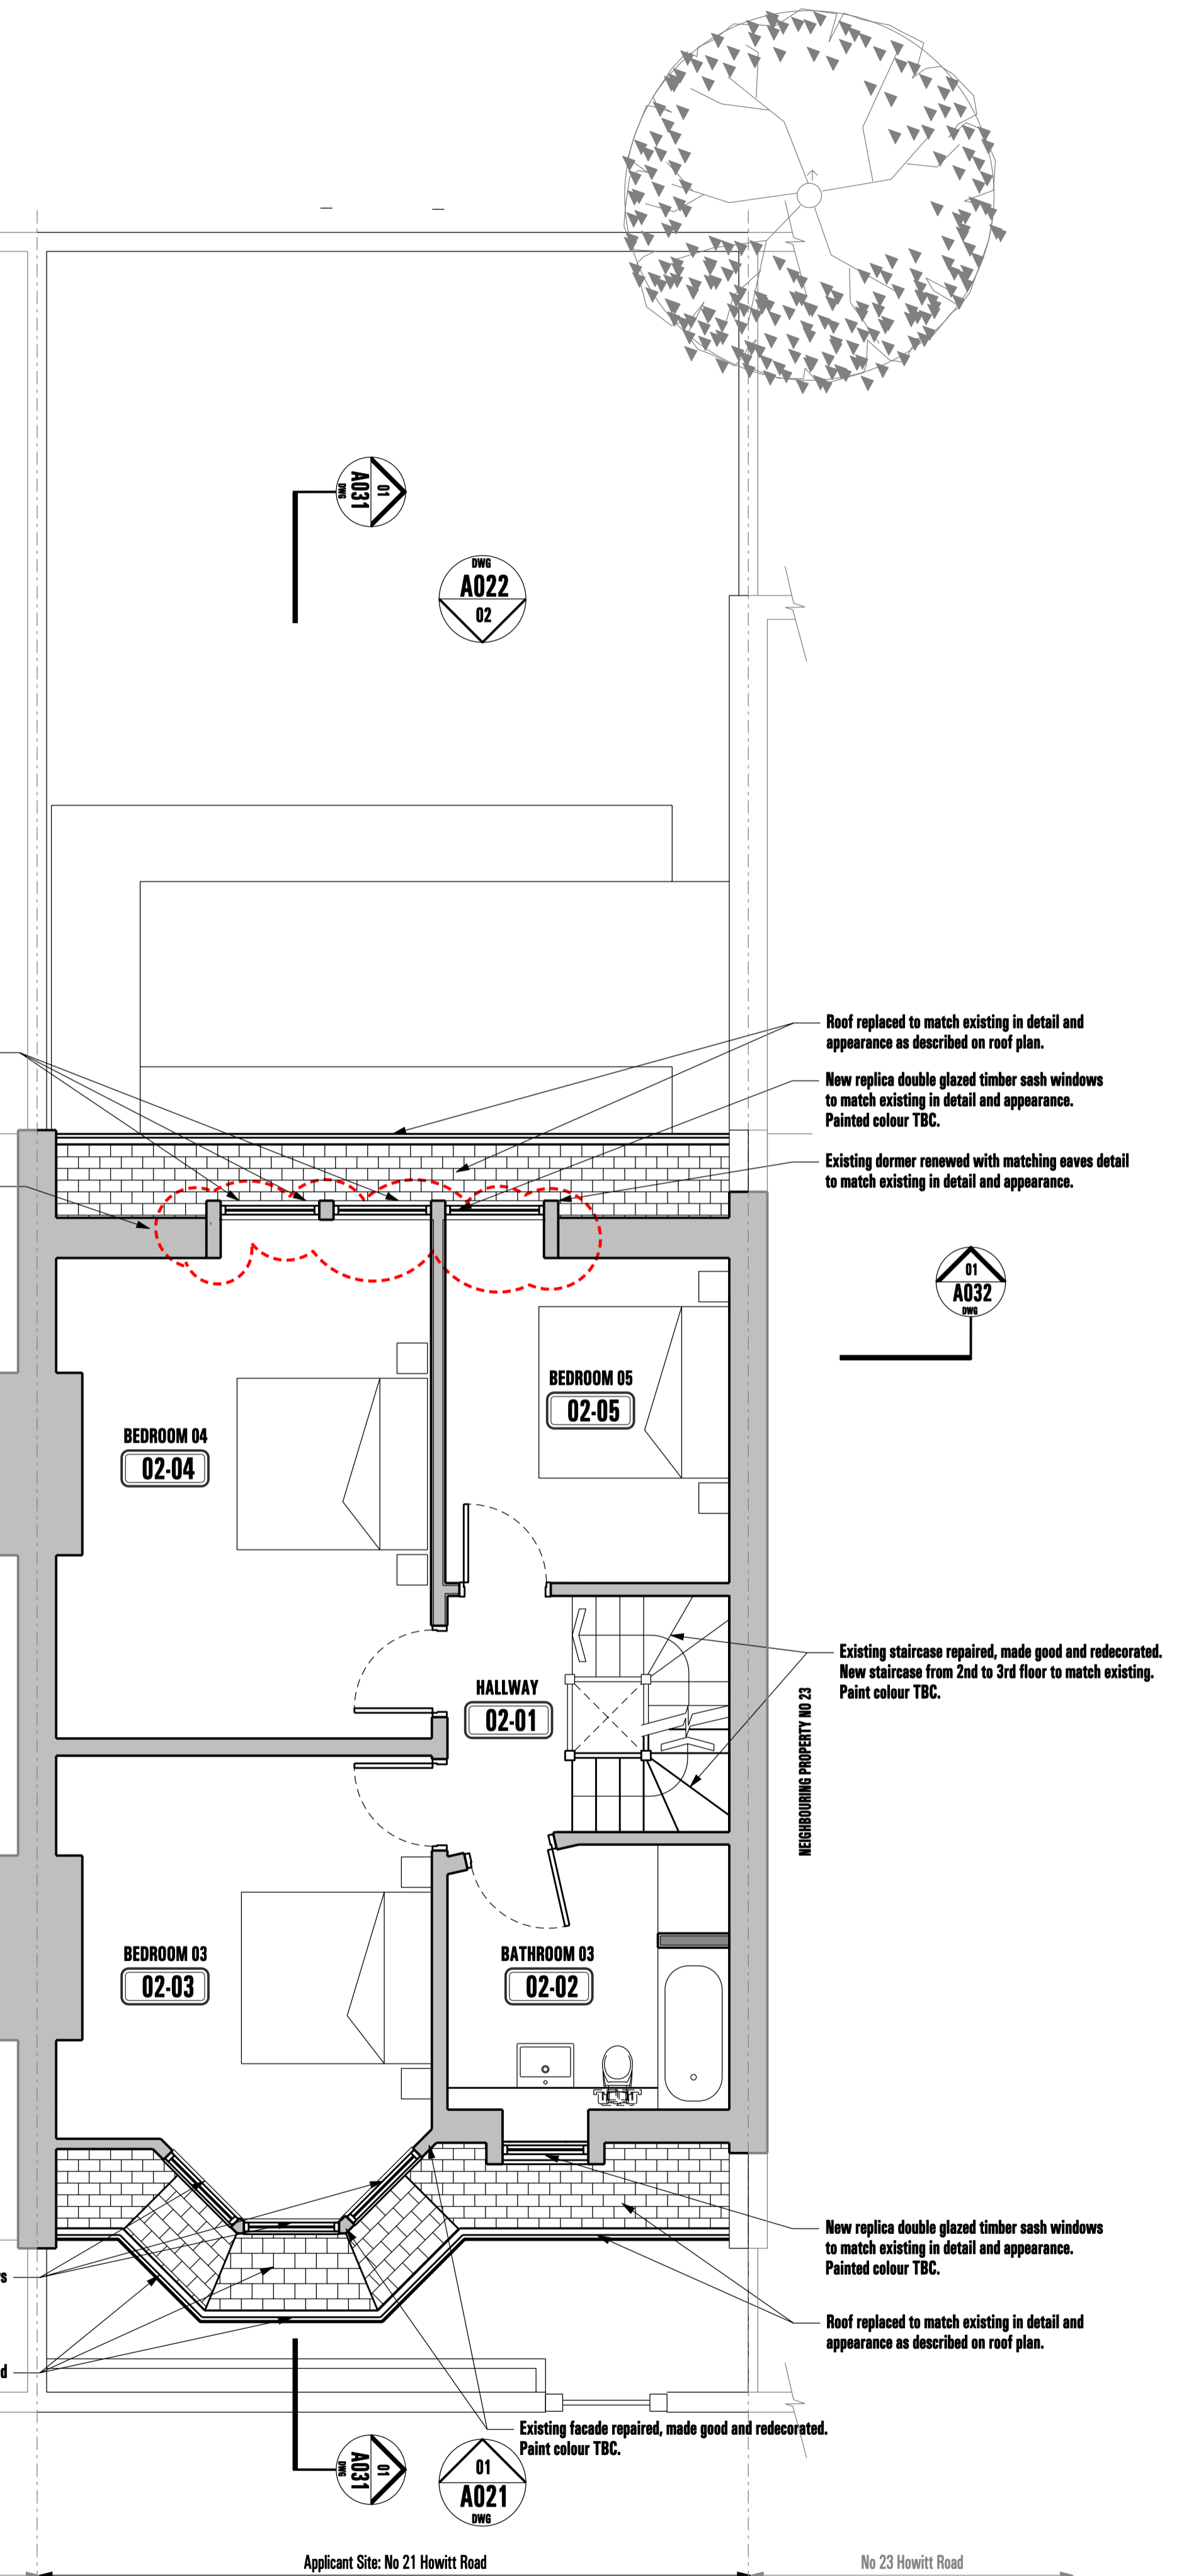 01
A031
DWG
DWG
A022
02
Roof replaced to match existing in detail and
appearance as described on roof plan.
New replica double glazed timber sash windows
to match existing in detail and appearance.
Painted colour TBC.
Existing dormer renewed with matching eaves detail
to match existing in detail and appearance.
01
A032
DWG
BEDROOM 05
02-05
BEDROOM 04
02-04
Existing staircase repaired, made good and redecorated.
New staircase from 2nd to 3rd floor to match existing.
Paint colour TBC.
HALLWAY
02-01
NEIGHBOURING PROPERTY NO 23
BEDROOM 03
02-03
BATHROOM 03
02-02
New replica double glazed timber sash windows
to match existing in detail and appearance.
Painted colour TBC.
rs
Roof replaced to match existing in detail and
appearance as described on roof plan.
d
Existing facade repaired, made good and redecorated.
Paint colour TBC.
01
A031
DWG
01
A021
DWG
Applicant Site: No 21 Howitt Road
No 23 Howitt Road